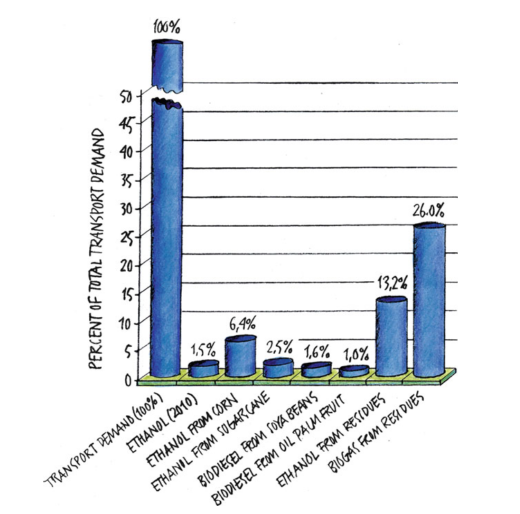 100%
50
45
40
35
30
25
20
15
10
5
0
PERCENT OF TOTAL TRANSPORT DEMAND
1,5%
6,4%
2,5%
1,6%
1,0%
13,2%
26.0%
TRANSPORT DEMAND (100%)
ETHANOL (2010)
ETHANOL FROM CORN
ETHANOL FROM SUGARCANE
BIODIESEL FROM SOYA BEANS
BIODIESEL FROM OIL PALM FRUIT
ETHANOL FROM RESIDUES
BIOGAS FROM RESIDUES